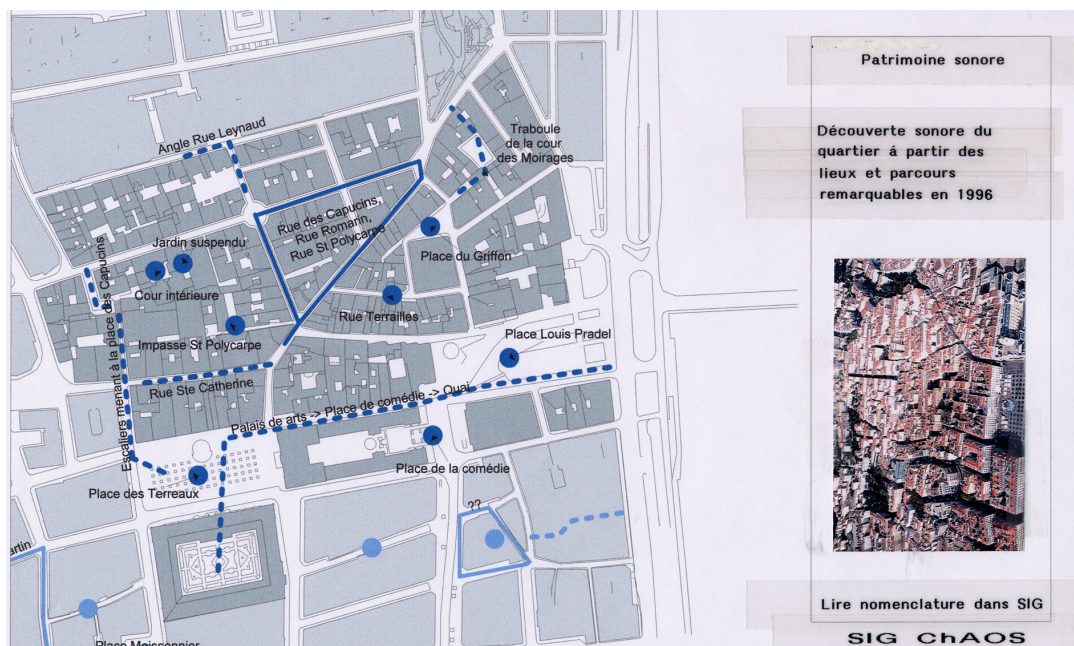 Patrimoine sonore
Découverte sonore du
quartier á partir des
lieux et parcours
remarquables en 1996
Lire nomenclature dans SIG
SIG ChAOS
Angle Rue Leynaud
Traboule
de la cour
des Moirages
Rue des Capucins,
Rue Romarin,
Rue St Polycarpe
Jardin suspendu
Cour intérieure
Place du Griffon
Rue Terrailles
Impasse St Polycarpe
Place Louis Pradel
Rue Ste Catherine
Escaliers menant à la place des Capucins
Palais de arts -> Place de comédie -> Quai
Place de la comédie
Place des Terreaux
??
artin
Place Meissonnier